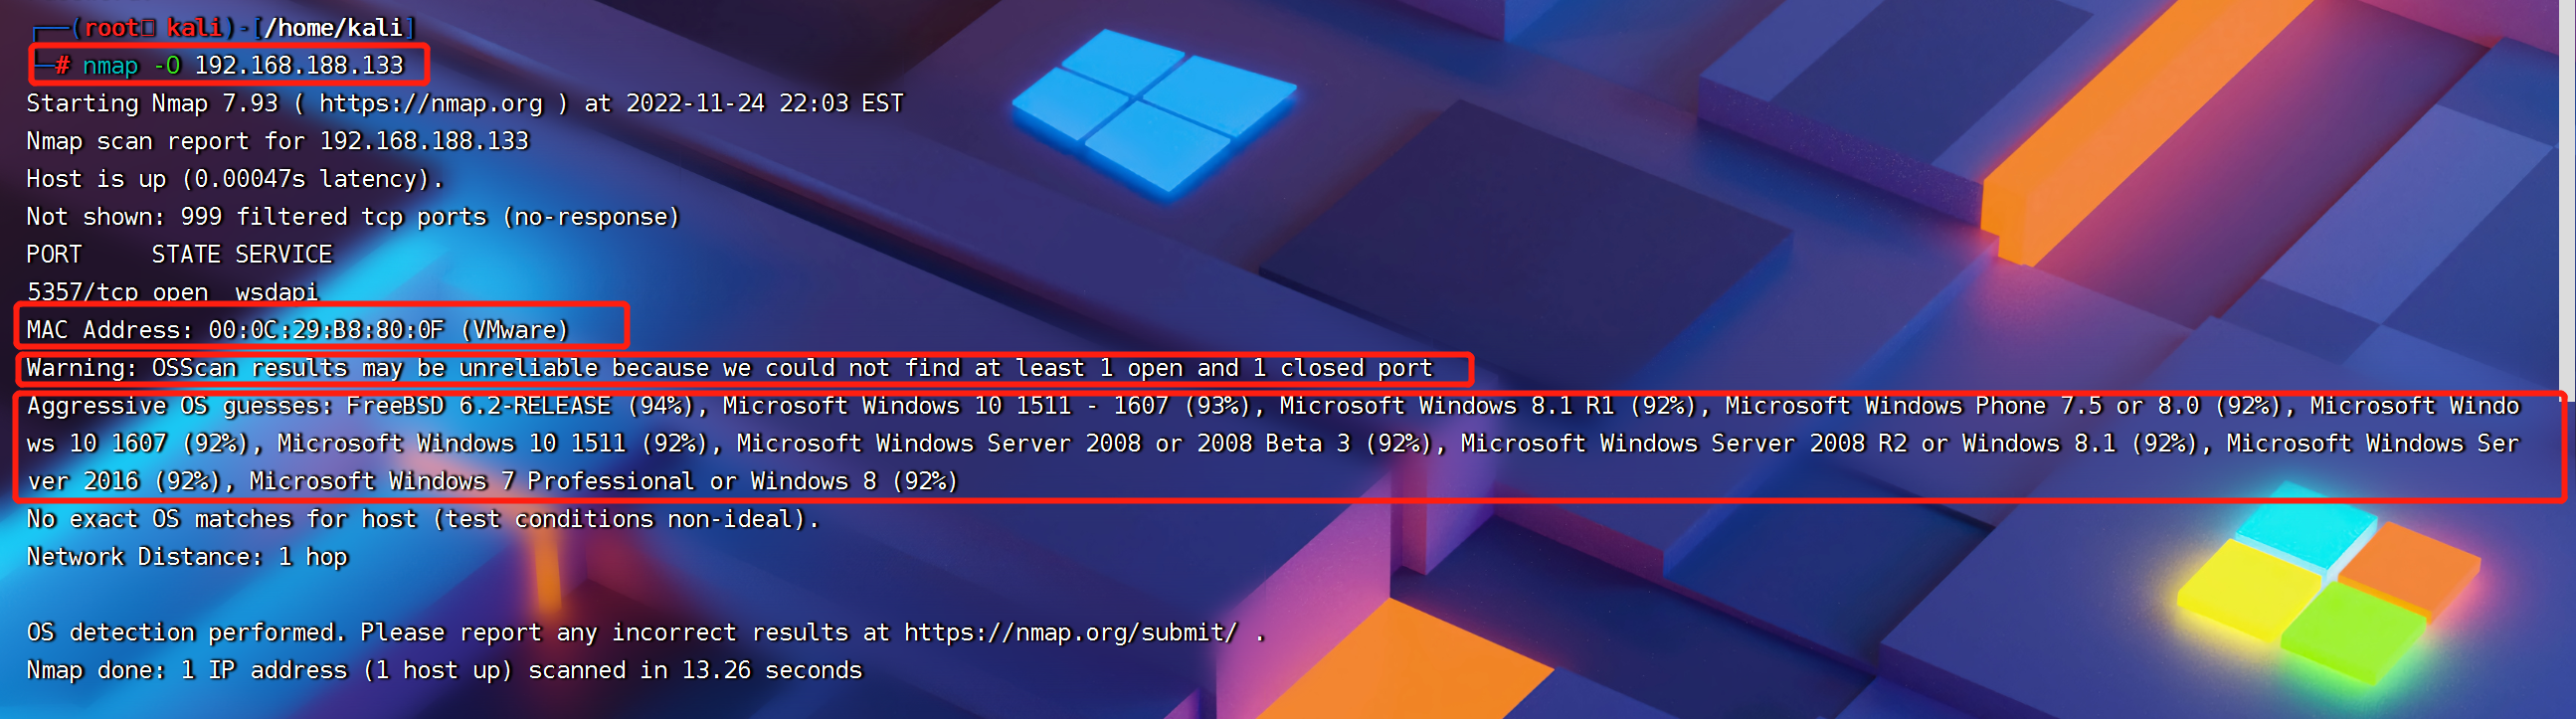 ┌──(root㉿ kali)-[/home/kali]
└─# nmap -O 192.168.188.133
Starting Nmap 7.93 ( https://nmap.org ) at 2022-11-24 22:03 EST
Nmap scan report for 192.168.188.133
Host is up (0.00047s latency).
Not shown: 999 filtered tcp ports (no-response)
PORT     STATE SERVICE
5357/tcp open  wsdapi
MAC Address: 00:0C:29:B8:80:0F (VMware)
Warning: OSScan results may be unreliable because we could not find at least 1 open and 1 closed port
Aggressive OS guesses: FreeBSD 6.2-RELEASE (94%), Microsoft Windows 10 1511 - 1607 (93%), Microsoft Windows 8.1 R1 (92%), Microsoft Windows Phone 7.5 or 8.0 (92%), Microsoft Windo
ws 10 1607 (92%), Microsoft Windows 10 1511 (92%), Microsoft Windows Server 2008 or 2008 Beta 3 (92%), Microsoft Windows Server 2008 R2 or Windows 8.1 (92%), Microsoft Windows Ser
ver 2016 (92%), Microsoft Windows 7 Professional or Windows 8 (92%)
No exact OS matches for host (test conditions non-ideal).
Network Distance: 1 hop

OS detection performed. Please report any incorrect results at https://nmap.org/submit/ .
Nmap done: 1 IP address (1 host up) scanned in 13.26 seconds